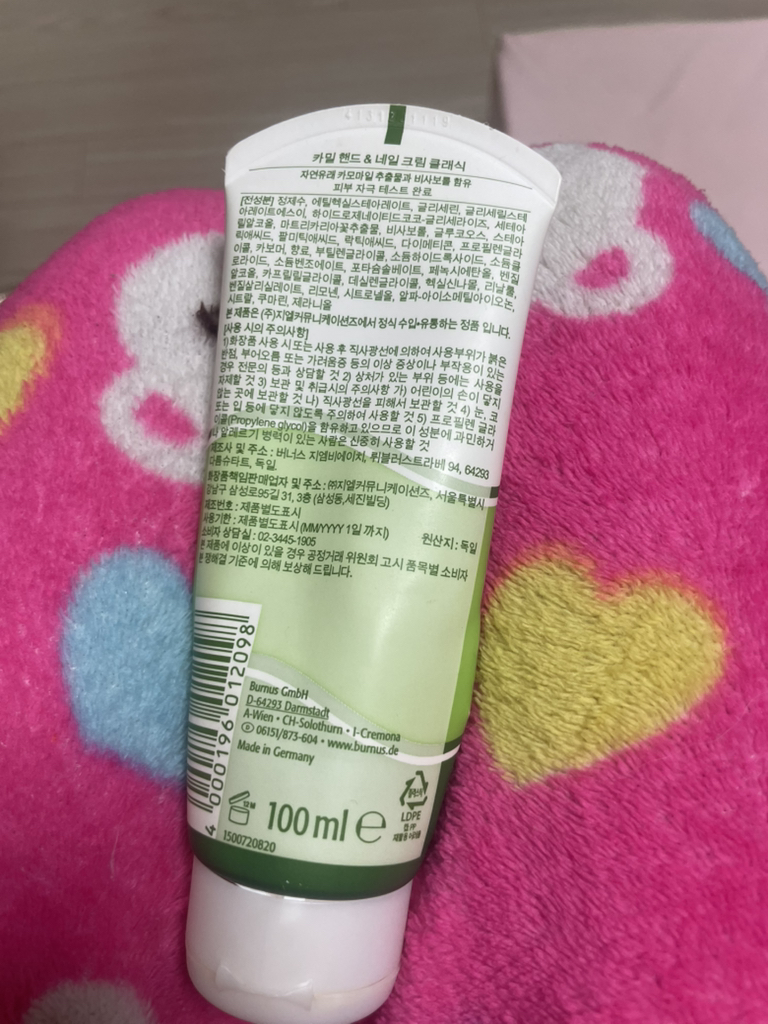 카밀 핸드 & 네일 크림 클래식
자연유래 카모마일 추출물과 비사보롤 함유
피부 자극 테스트 완료
[전성분] 정제수, 에틸헥실스테아레이트, 글리세린, 글리세릴스테
아레이트에스이, 하이드로제네이티드코코-글리세라이즈, 세테아
릴알코올, 마트리카리아꽃추출물, 비사보롤, 글루코오스, 스테아
릭애씨드, 팔미틱애씨드, 락틱애씨드, 다이메티콘, 프로필렌글라
이콜, 카보머, 향료, 부틸렌글라이콜, 소듐하이드록사이드, 소듐클
로라이드, 소듐벤조에이트, 포타슘솔베이트, 페녹시에탄올, 벤질
알코올, 카프릴릴글라이콜, 데실렌글라이콜, 헥실신나몰, 리날룰,
벤질살리실레이트, 리모넨, 시트로넬올, 알파-아이소메틸아이오논,
시트랄, 쿠마린, 제라니올
본 제품은 (주)지엘커뮤니케이션즈에서 정식 수입•유통하는 정품 입니다.
[사용 시의 주의사항]
1) 화장품 사용 시 또는 사용 후 직사광선에 의하여 사용부위가 붉은
반점, 부어오름 또는 가려움증 등의 이상 증상이나 부작용이 있는
경우 전문의 등과 상담할 것 2) 상처가 있는 부위 등에는 사용을
자제할 것 3) 보관 및 취급시의 주의사항 가) 어린이의 손이 닿지
않는 곳에 보관할 것 나) 직사광선을 피해서 보관할 것 4) 눈, 코
또는 입 등에 닿지 않도록 주의하여 사용할 것 5) 프로필렌 글라
이콜(Propylene glycol)을 함유하고 있으므로 이 성분에 과민하거
나 알레르기 병력이 있는 사람은 신중히 사용할 것
제조사 및 주소 : 버너스 지엠비에이치, 뢰블러스트라베 94, 64293
다름슈타트, 독일.
화장품책임판매업자 및 주소 : ㈜지엘커뮤니케이션즈, 서울특별시
강남구 삼성로95길 31, 3층 (삼성동,세진빌딩)
제조번호 : 제품별도표시
사용기한 : 제품별도표시(MM/YYYY 1일 까지) 원산지 : 독일
소비자 상담실 : 02-3445-1905
본 제품에 이상이 있을 경우 공정거래 위원회 고시 품목별 소비자
분쟁해결 기준에 의해 보상해 드립니다.
4 000196 012098
Burnus GmbH
D-64293 Darmstadt
A-Wien • CH-Solothurn • I-Cremona
Ⓓ 06151/873-604 • www.burnus.de
Made in Germany
12 M
100 ml ℮
LDPE
1500720820